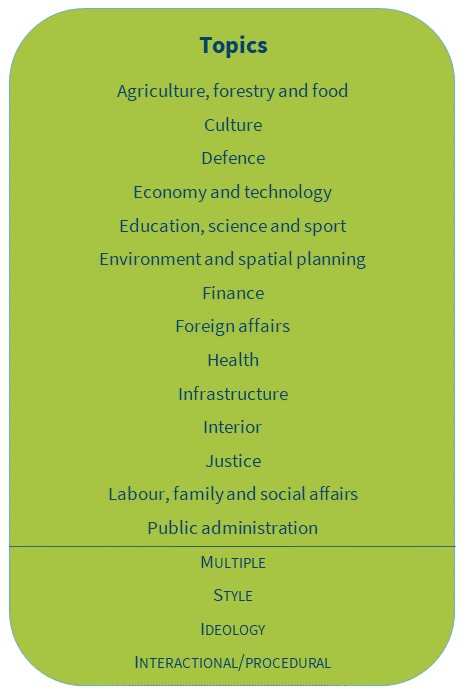 Topics
Agriculture, forestry and food
Culture
Defence
Economy and technology
Education, science and sport
Environment and spatial planning
Finance
Foreign affairs
Health
Infrastructure
Interior
Justice
Labour, family and social affairs
Public administration
MULTIPLE
STYLE
IDEOLOGY
INTERACTIONAL/PROCEDURAL